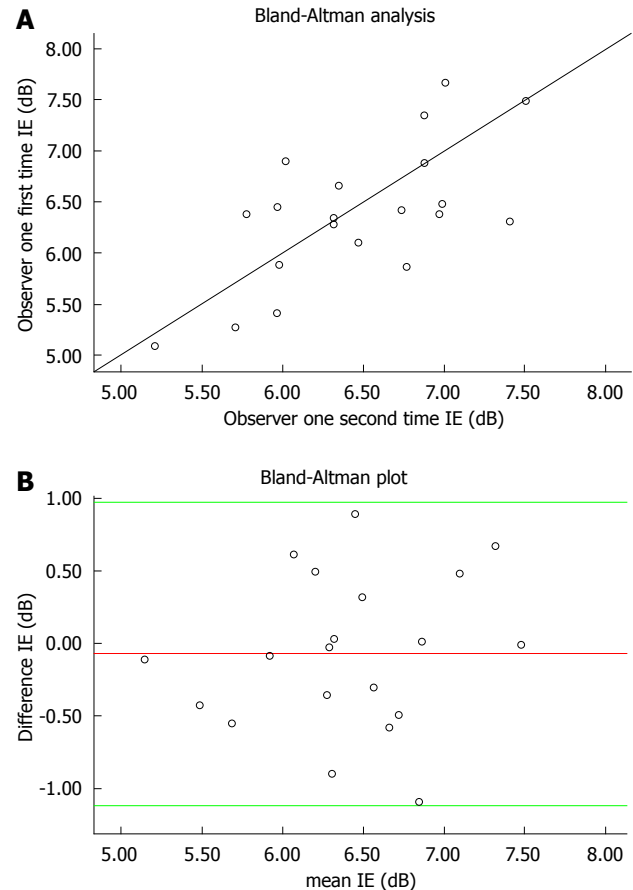 A
Bland-Altman analysis
Observer one first time IE (dB)
8.00
7.50
7.00
6.50
6.00
5.50
5.00
5.00 5.50 6.00 6.50 7.00 7.50 8.00
Observer one second time IE (dB)
B
Bland-Altman plot
Difference IE (dB)
1.00
0.50
0.00
-0.50
-1.00
5.00 5.50 6.00 6.50 7.00 7.50 8.00
mean IE (dB)